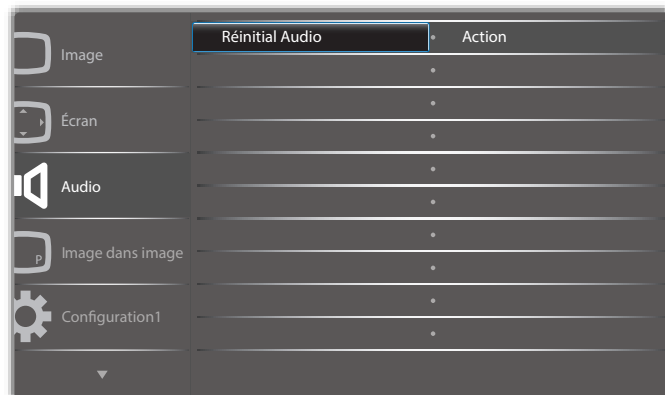 Réinitial Audio
Action
Image
Écran
Audio
Image dans image
P
Configuration1